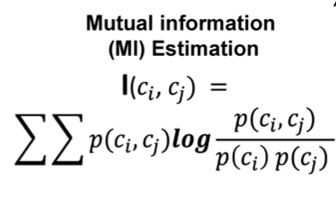 Mutual information
(MI) Estimation
I(cᵢ, cⱼ) =
∑∑ p(cᵢ, cⱼ)log p(cᵢ, cⱼ) / p(cᵢ) p(cⱼ)